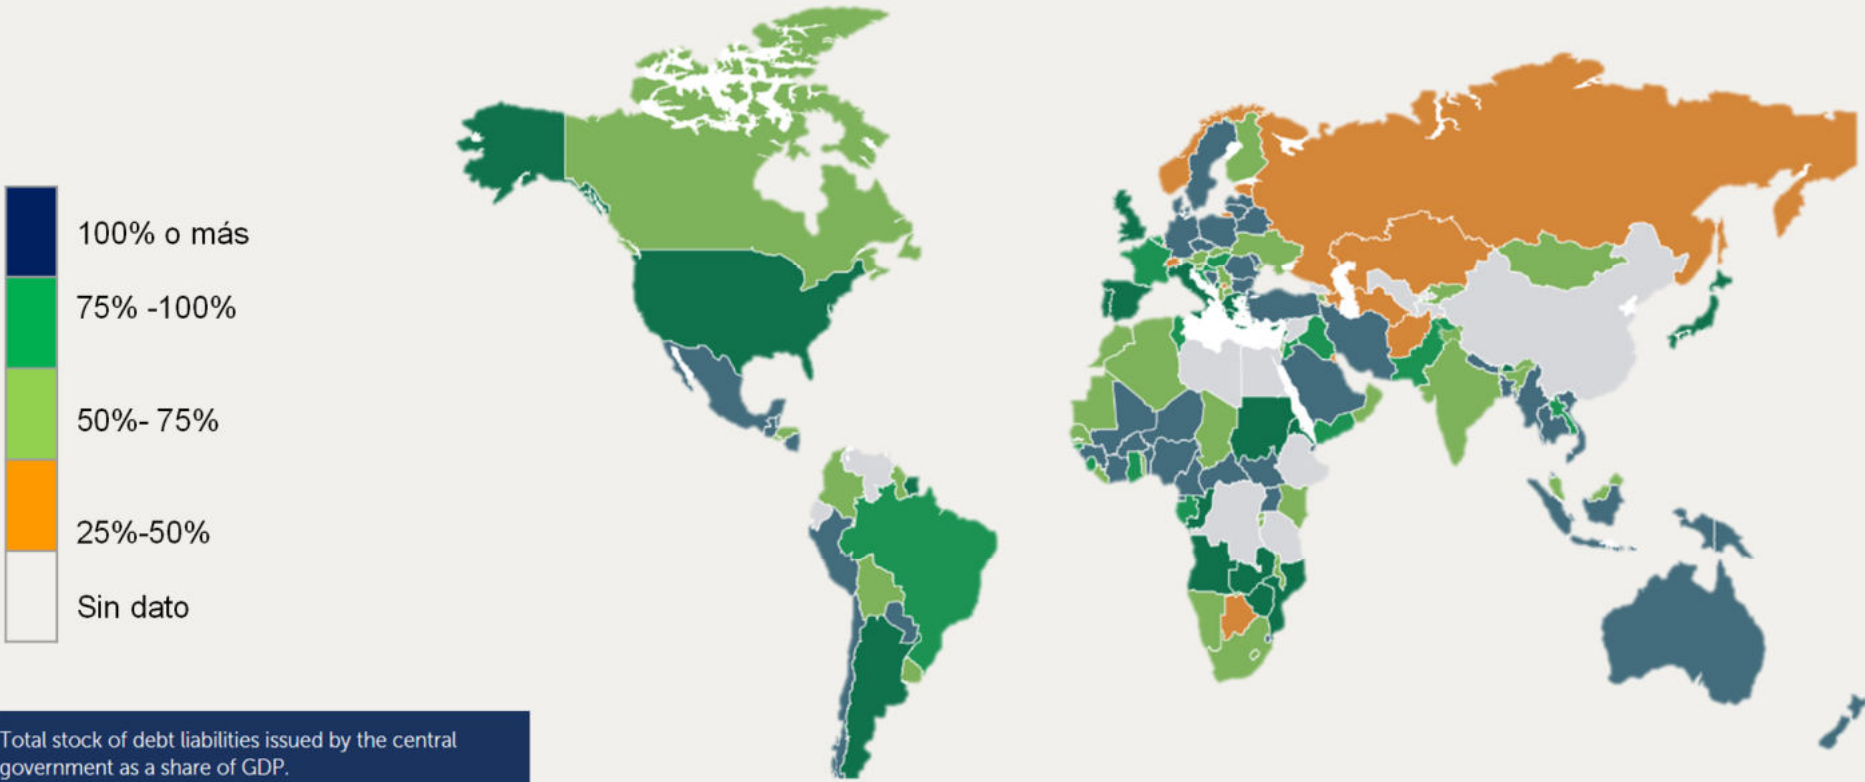 100% o más
75% -100%
50%- 75%
25%-50%
Sin dato
Total stock of debt liabilities issued by the central
government as a share of GDP.